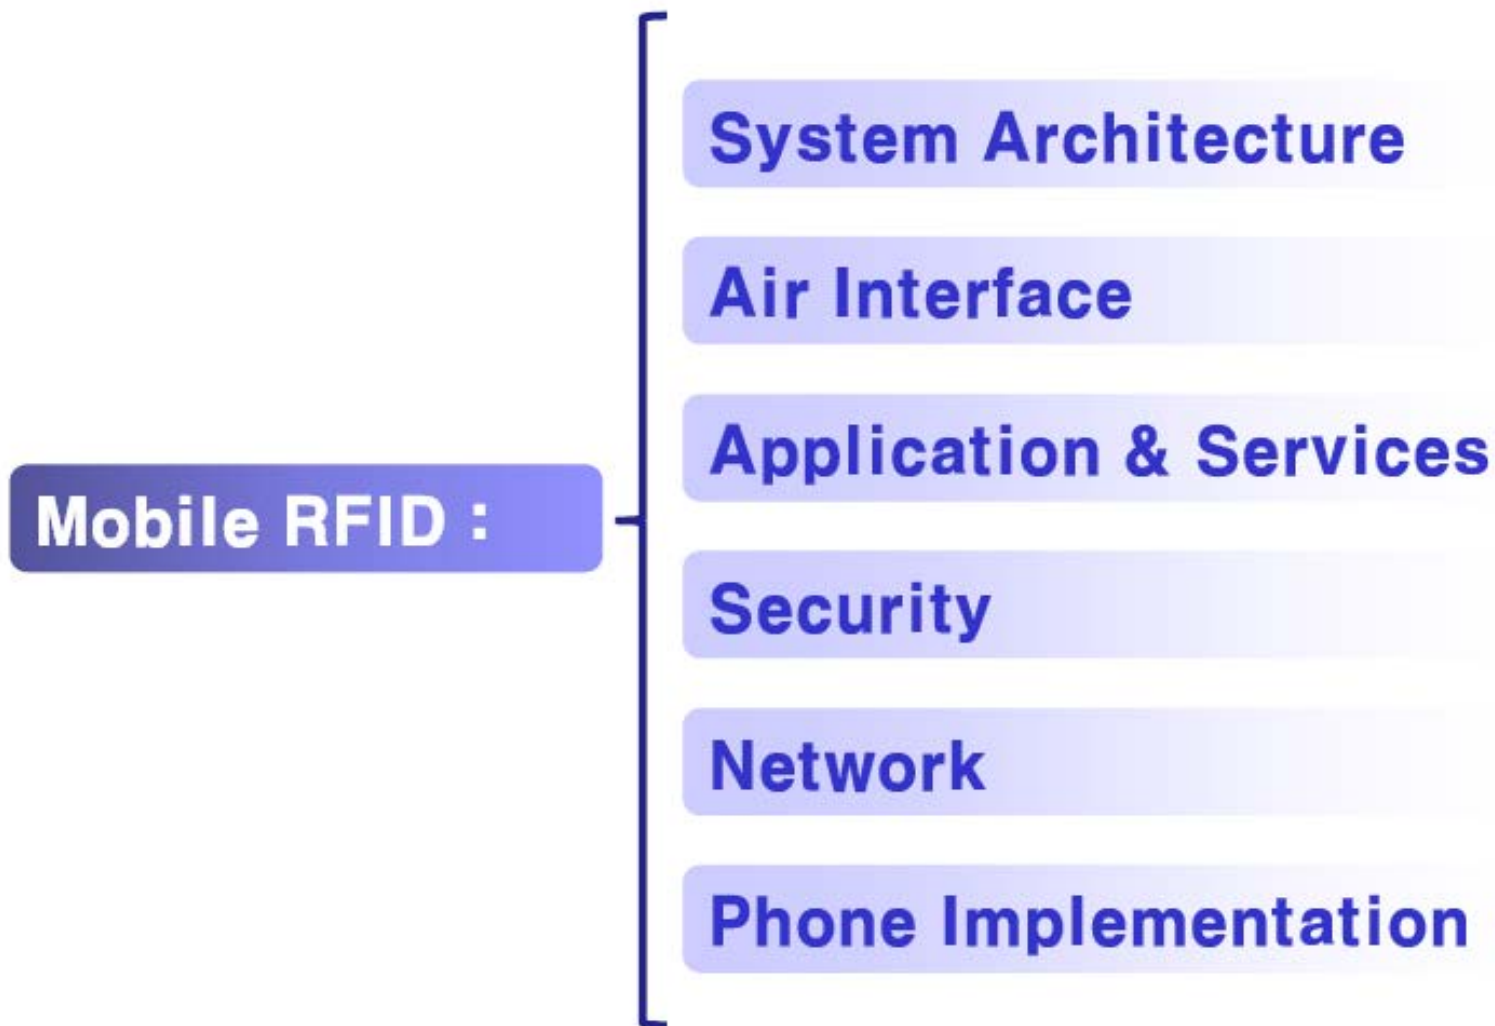 Mobile RFID :
System Architecture
Air Interface
Application & Services
Security
Network
Phone Implementation